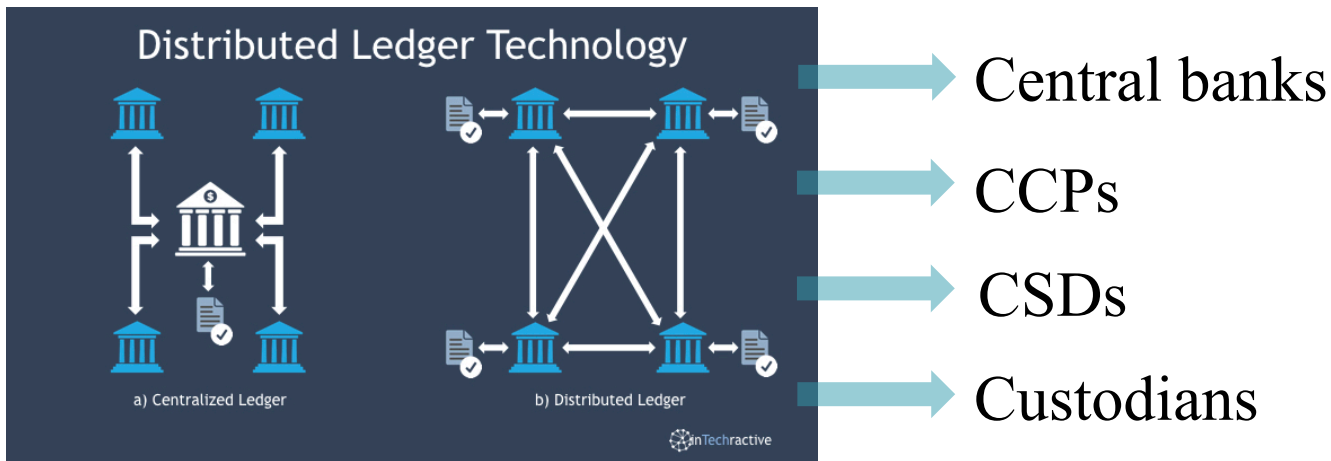 Distributed Ledger Technology
$
a) Centralized Ledger
b) Distributed Ledger
inTechractive
Central banks
CCPs
CSDs
Custodians